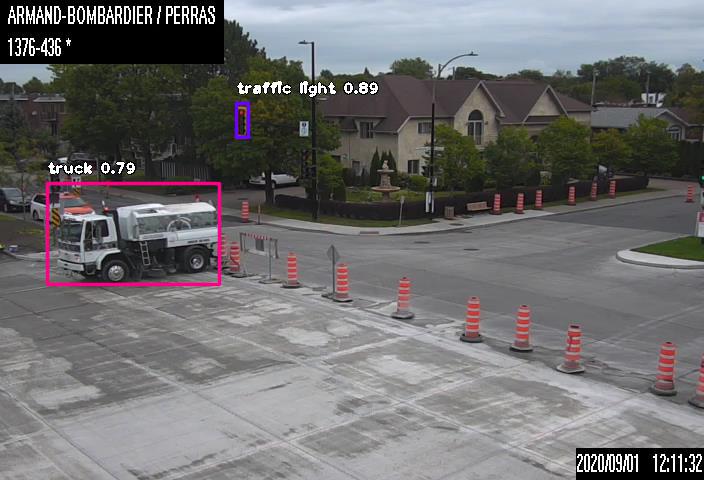 ARMAND-BOMBARDIER / PERRAS
1376-436 *
traffic light 0.89
truck 0.79
2020/09/01 12:11:32